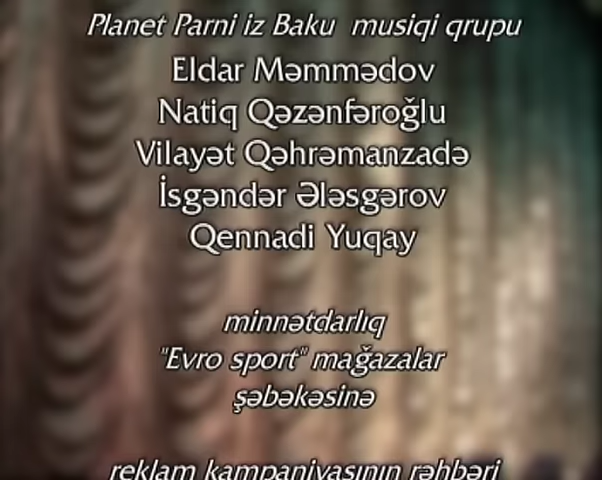 Planet Parni iz Baku musiqi qrupu
Eldar Məmmədov
Natiq Qəzənfəroğlu
Vilayət Qəhrəmanzadə
İsgəndər Ələsgərov
Qennadi Yuqay
minnətdarlıq
"Evro sport" mağazalar
şəbəkəsinə
reklam kampaniyasının rəhbəri